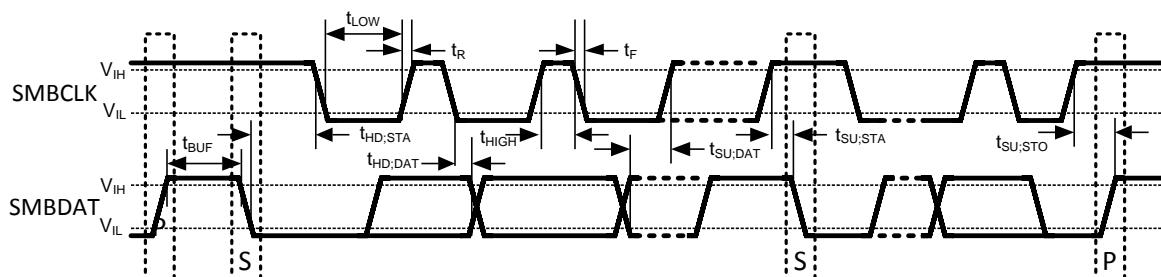 tLOW
tR
tF
VIH
SMBCLK
VIL
tHD;STA
tHIGH
tSU;DAT
tSU;STA
tSU;STO
tBUF
tHD;DAT
VIH
SMBDAT
VIL
P
S
S
P